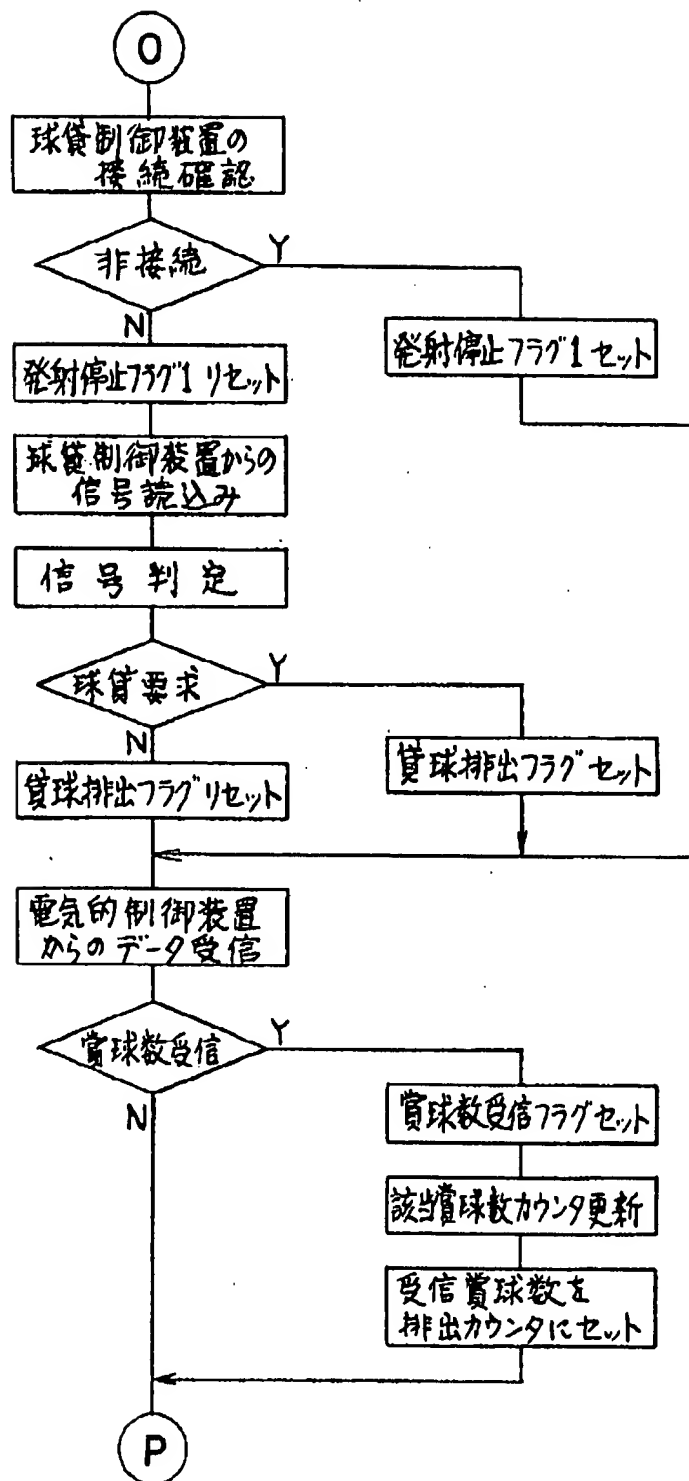 O
球貸制御装置の
接続確認
非接続
Y
N
発射停止フラグ1 リセット
発射停止フラグ1 セット
球貸制御装置からの
信号読込み
信号判定
球貸要求
Y
N
貸球排出フラグリセット
貸球排出フラグセット
電気的制御装置
からのデータ受信
賞球数受信
Y
N
賞球数受信フラグセット
該当賞球数カウンタ更新
受信賞球数を
排出カウンタにセット
P